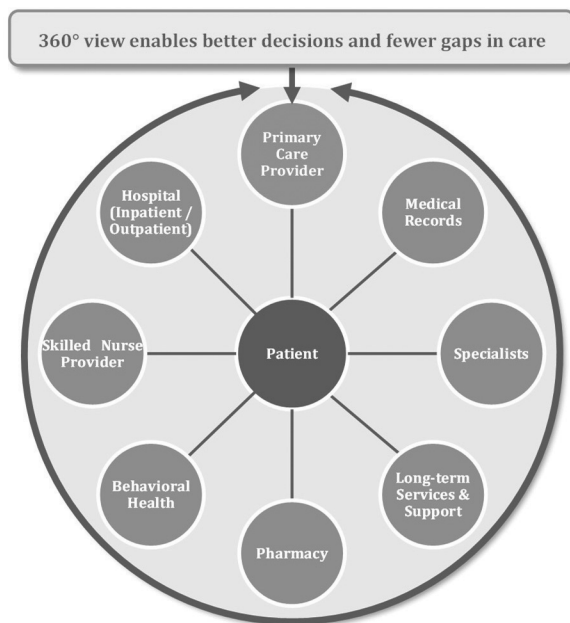 360° view enables better decisions and fewer gaps in care
Primary
Care
Provider
Hospital
(Inpatient /
Outpatient)
Medical
Records
Skilled Nurse
Provider
Patient
Specialists
Behavioral
Health
Long-term
Services &
Support
Pharmacy